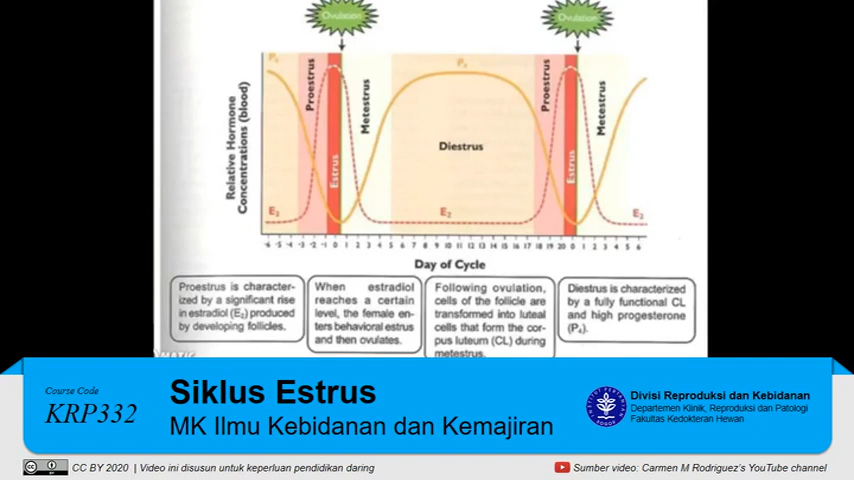 Ovulation
Ovulation
P₄
P₄
Proestrus
Estrus
Metestrus
Diestrus
Proestrus
Estrus
Metestrus
E₂
E₂
E₂
Relative Hormone
Concentrations (blood)
-6 -5 -4 -3 -2 -1 0 1 2 3 4 5 6 7 8 9 10 11 12 13 14 15 16 17 18 19 20 0 1 2 3 4 5 6
Day of Cycle
Proestrus is character-
ized by a significant rise
in estradiol (E₂) produced
by developing follicles.
When estradiol
reaches a certain
level, the female en-
ters behavioral estrus
and then ovulates.
Following ovulation,
cells of the follicle are
transformed into luteal
cells that form the cor-
pus luteum (CL) during
metestrus.
Diestrus is characterized
by a fully functional CL
and high progesterone
(P₄).
Course Code
KRP332
Siklus Estrus
MK Ilmu Kebidanan dan Kemajiran
Divisi Reproduksi dan Kebidanan
Departemen Klinik, Reproduksi dan Patologi
Fakultas Kedokteran Hewan
CC BY 2020 | Video ini disusun untuk keperluan pendidikan daring
Sumber video: Carmen M Rodriguez's YouTube channel